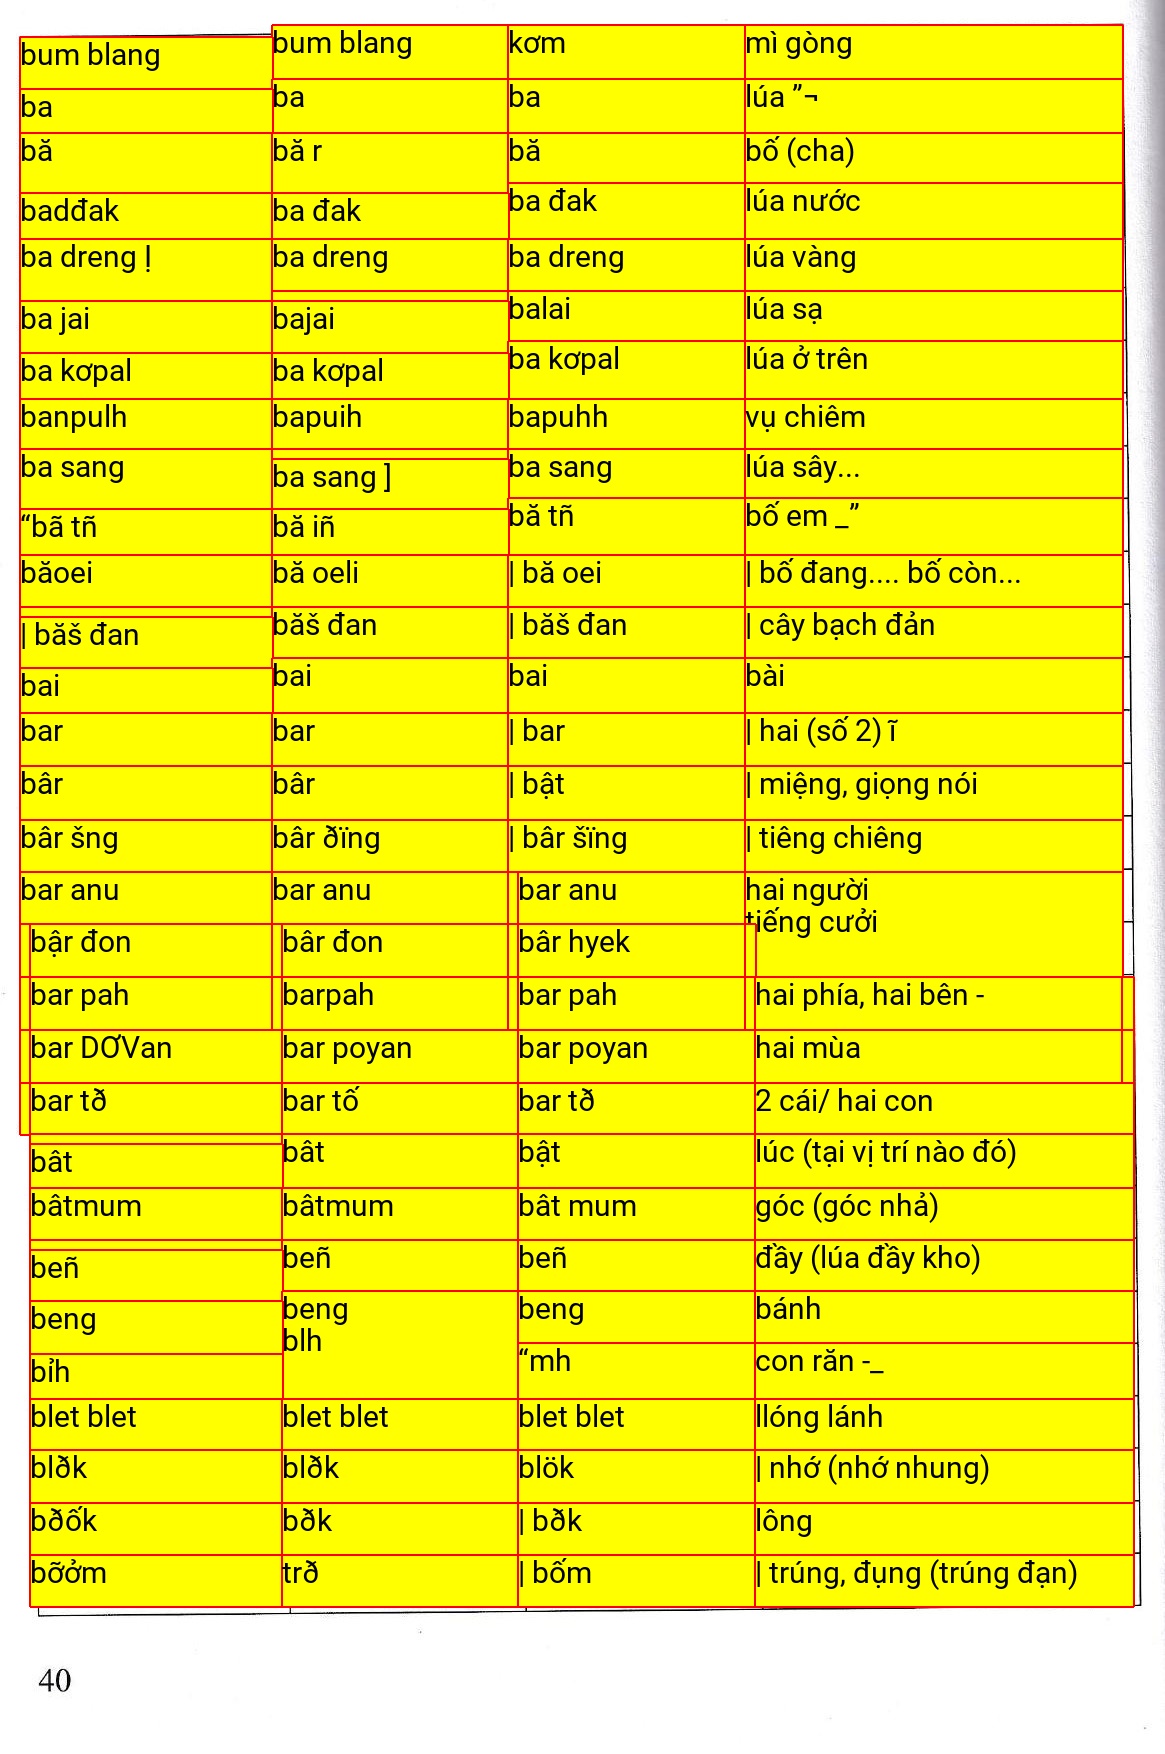 bum blang bum blang kơm mì gòng
ba ba ba lúa ”¬
bă bă r bă bố (cha)
badđak ba đak ba đak lúa nước
ba dreng ḷ ba dreng ba dreng lúa vàng
ba jai bajai balai lúa sạ
ba kơpal ba kơpal ba kơpal lúa ở trên
banpulh bapuih bapuhh vụ chiêm
ba sang ba sang ] ba sang lúa sây...
“bã tñ bă iñ bă tñ bố em _”
băoei bă oeli | bă oei | bố đang.... bố còn...
| băš đan băš đan | băš đan | cây bạch đản
bai bai bai bài
bar bar | bar | hai (số 2) ĩ
bâr bâr | bật | miệng, giọng nói
bâr šng bâr ðïng | bâr šïng | tiêng chiêng
bar anu bar anu bar anu hai người
bậr đon bâr đon bâr hyek tiếng cưởi
bar pah barpah bar pah hai phía, hai bên -
bar DƠVan bar poyan bar poyan hai mùa
bar tð bar tố bar tð 2 cái/ hai con
bât bât bật lúc (tại vị trí nào đó)
bâtmum bâtmum bât mum góc (góc nhả)
beñ beñ beñ đầy (lúa đầy kho)
beng beng beng bánh
bỉh blh “mh con răn -_
blet blet blet blet blet blet llóng lánh
blðk blðk blök | nhớ (nhớ nhung)
bðốk bðk | bðk lông
bỡởm trð | bốm | trúng, đụng (trúng đạn)
40